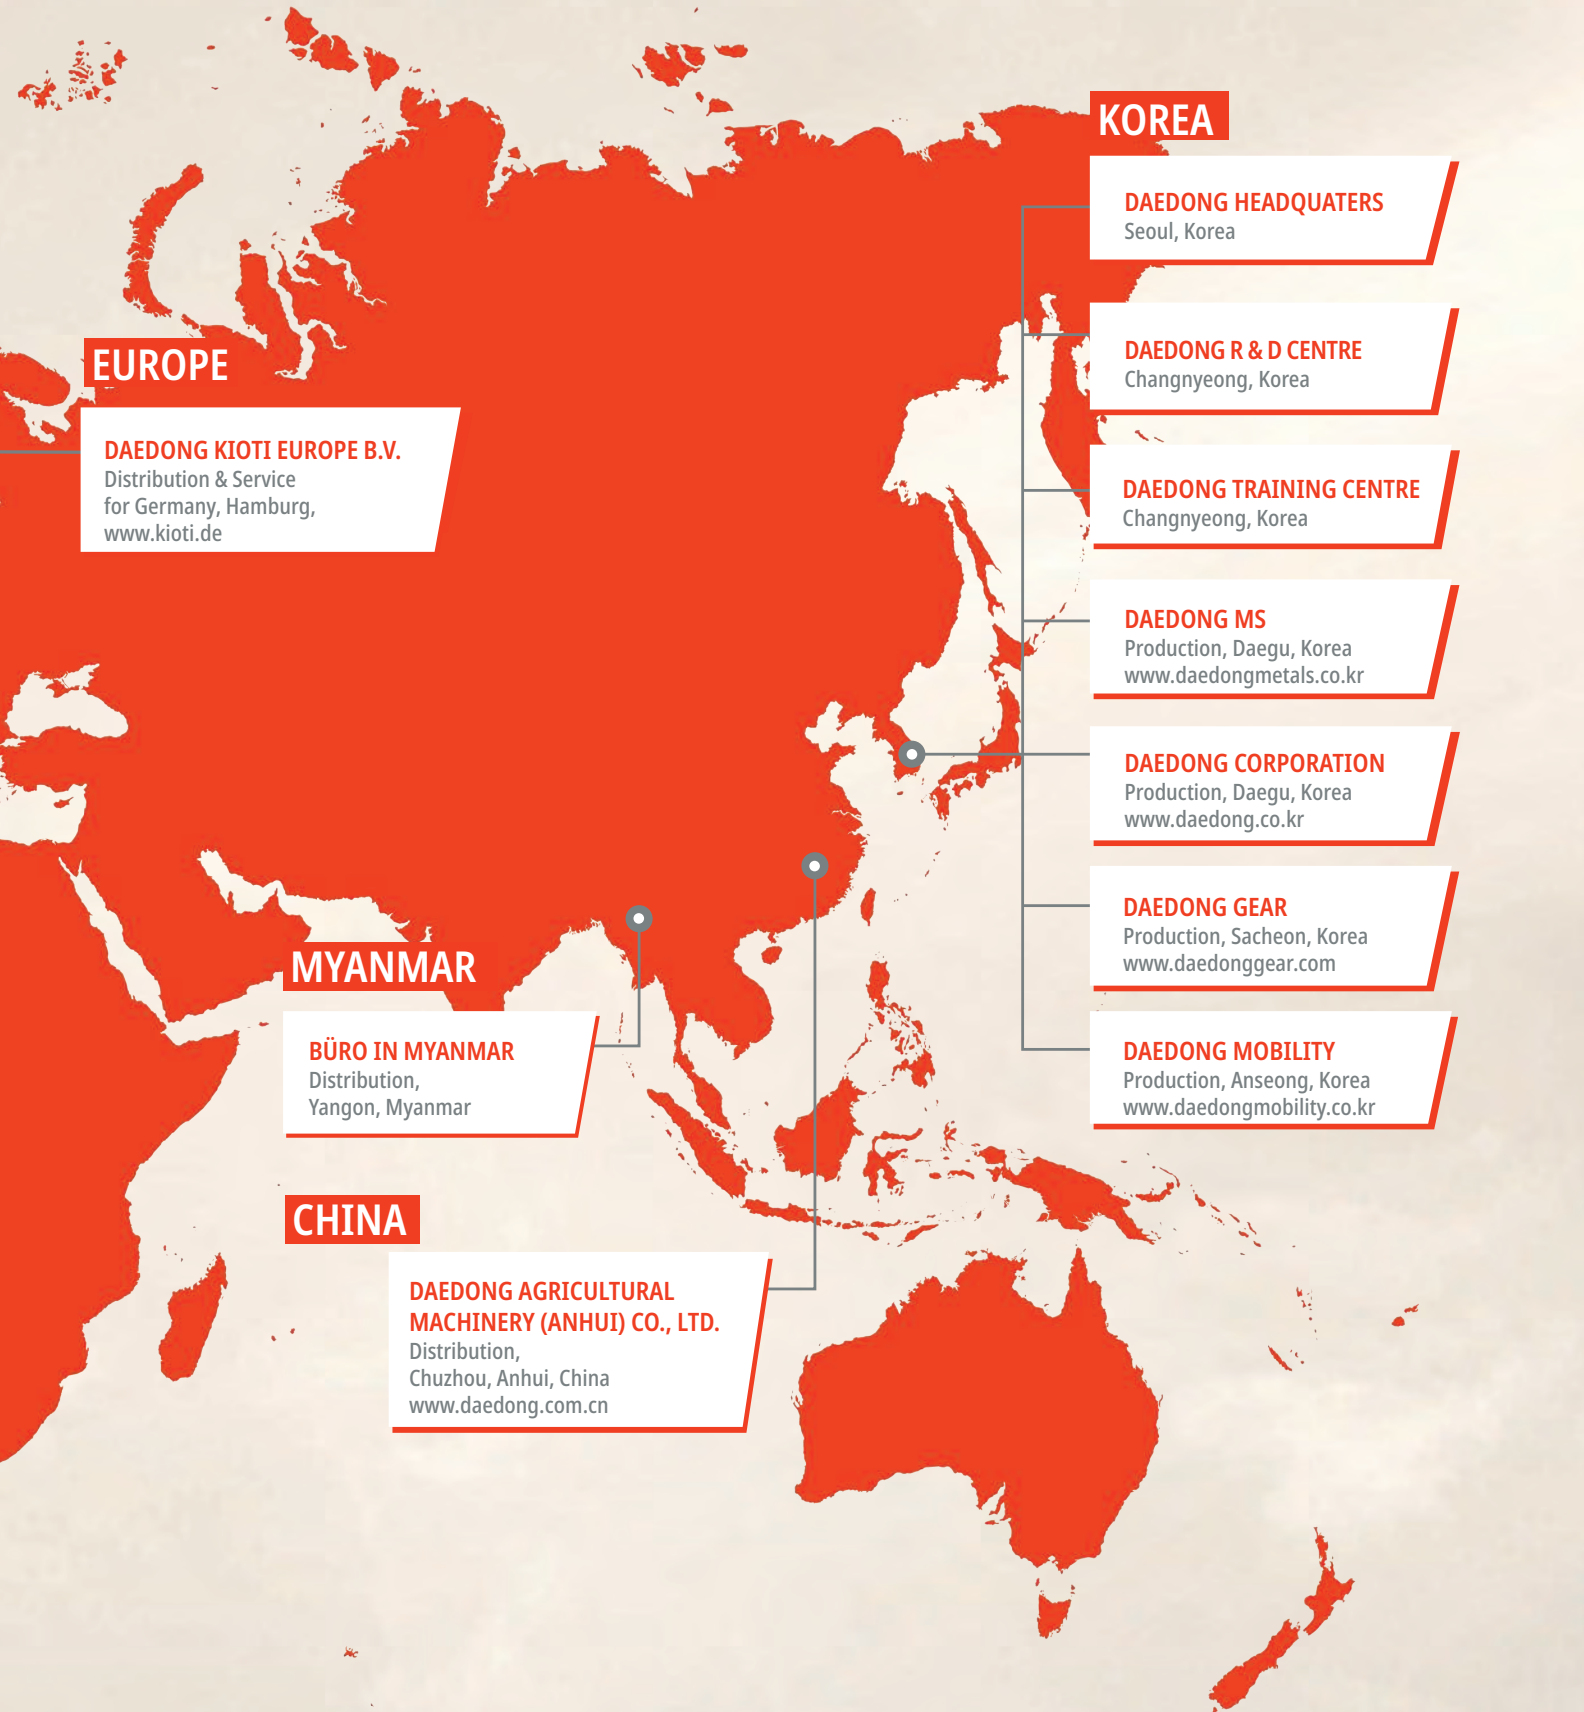 KOREA
DAEDONG HEADQUATERS
Seoul, Korea
DAEDONG R & D CENTRE
Changnyeong, Korea
DAEDONG TRAINING CENTRE
Changnyeong, Korea
DAEDONG MS
Production, Daegu, Korea
www.daedongmetals.co.kr
DAEDONG CORPORATION
Production, Daegu, Korea
www.daedong.co.kr
DAEDONG GEAR
Production, Sacheon, Korea
www.daedonggear.com
DAEDONG MOBILITY
Production, Anseong, Korea
www.daedongmobility.co.kr
EUROPE
DAEDONG KIOTI EUROPE B.V.
Distribution & Service
for Germany, Hamburg,
www.kioti.de
MYANMAR
BÜRO IN MYANMAR
Distribution,
Yangon, Myanmar
CHINA
DAEDONG AGRICULTURAL
MACHINERY (ANHUI) CO., LTD.
Distribution,
Chuzhou, Anhui, China
www.daedong.com.cn